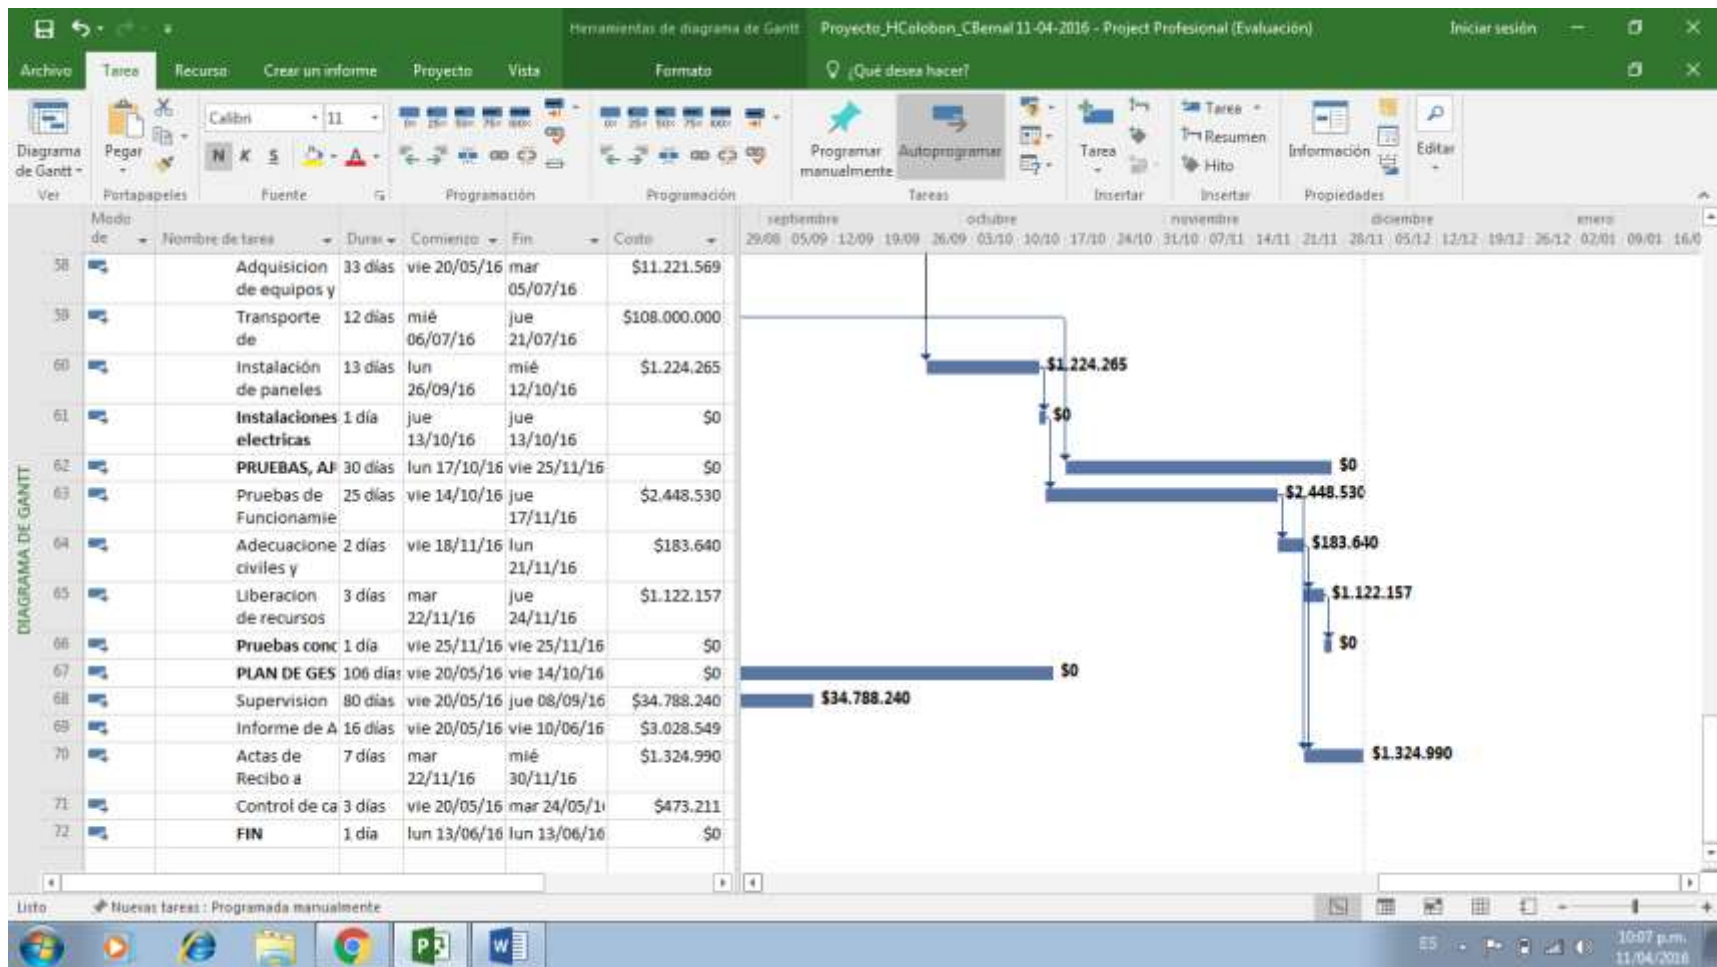 Herramientas de diagrama de Gantt Proyecto_HColobon_CBernal 11-04-2016 - Project Profesional (Evaluación) Iniciar sesión
Archivo Tarea Recurso Crear un informe Proyecto Vista Formato ¿Qué desea hacer?
Diagrama de Gantt
Pegar
Calibri 11
N K S A
Programar manualmente
Autoprogramar
Tarea
Tarea
Resumen
Hito
Información
Editar
Ver Portapapeles Fuente Programación Programación Tareas Insertar Insertar Propiedades
Modo de Nombre de tarea Comienzo Fin Costo
septiembre octubre noviembre diciembre enero
29/08 05/09 12/09 19/09 26/09 03/10 10/10 17/10 24/10 31/10 07/11 14/11 21/11 28/11 05/12 12/12 19/12 26/12 02/01 09/01 16/0
58 Adquisicion de equipos y 33 días vie 20/05/16 mar 05/07/16 $11.221.569
59 Transporte de 12 días mié 06/07/16 jue 21/07/16 $108.000.000
60 Instalación de paneles 13 días lun 26/09/16 mié 12/10/16 $1.224.265 $1.224.265
61 Instalaciones electricas 1 día jue 13/10/16 jue 13/10/16 $0 $0
62 PRUEBAS, AJ 30 días lun 17/10/16 vie 25/11/16 $0 $0
63 Pruebas de Funcionamie 25 días vie 14/10/16 jue 17/11/16 $2.448.530 $2.448.530
64 Adecuacione civiles y 2 días vie 18/11/16 lun 21/11/16 $183.640 $183.640
65 Liberacion de recursos 3 días mar 22/11/16 jue 24/11/16 $1.122.157 $1.122.157
66 Pruebas conc 1 día vie 25/11/16 vie 25/11/16 $0 $0
67 PLAN DE GES 106 días vie 20/05/16 vie 14/10/16 $0 $0
68 Supervision 80 días vie 20/05/16 jue 08/09/16 $34.788.240 $34.788.240
69 Informe de A 16 días vie 20/05/16 vie 10/06/16 $3.028.549
70 Actas de Recibo a 7 días mar 22/11/16 mié 30/11/16 $1.324.990 $1.324.990
71 Control de ca 3 días vie 20/05/16 mar 24/05/1 $473.211
72 FIN 1 día lun 13/06/16 lun 13/06/16 $0
DIAGRAMA DE GANTT
Listo Nuevas tareas : Programada manualmente
ES 10:07 p.m.
11/04/2016